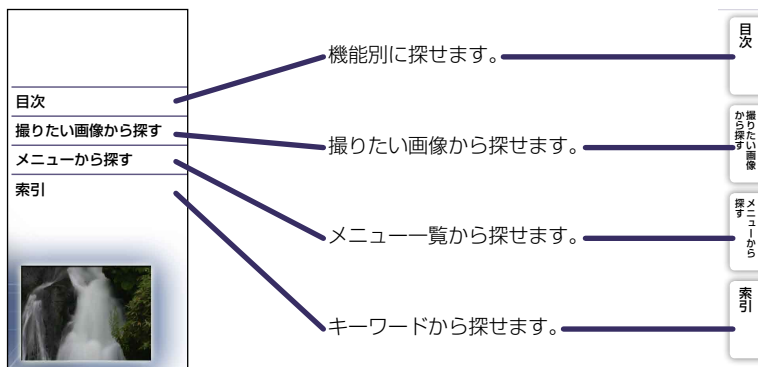 目次
撮りたい画像から探す
メニューから探す
索引
機能別に探せます。
撮りたい画像から探せます。
メニュー一覧から探せます。
キーワードから探せます。
目次
撮りたい画像
から探す
メニューから
探す
索引